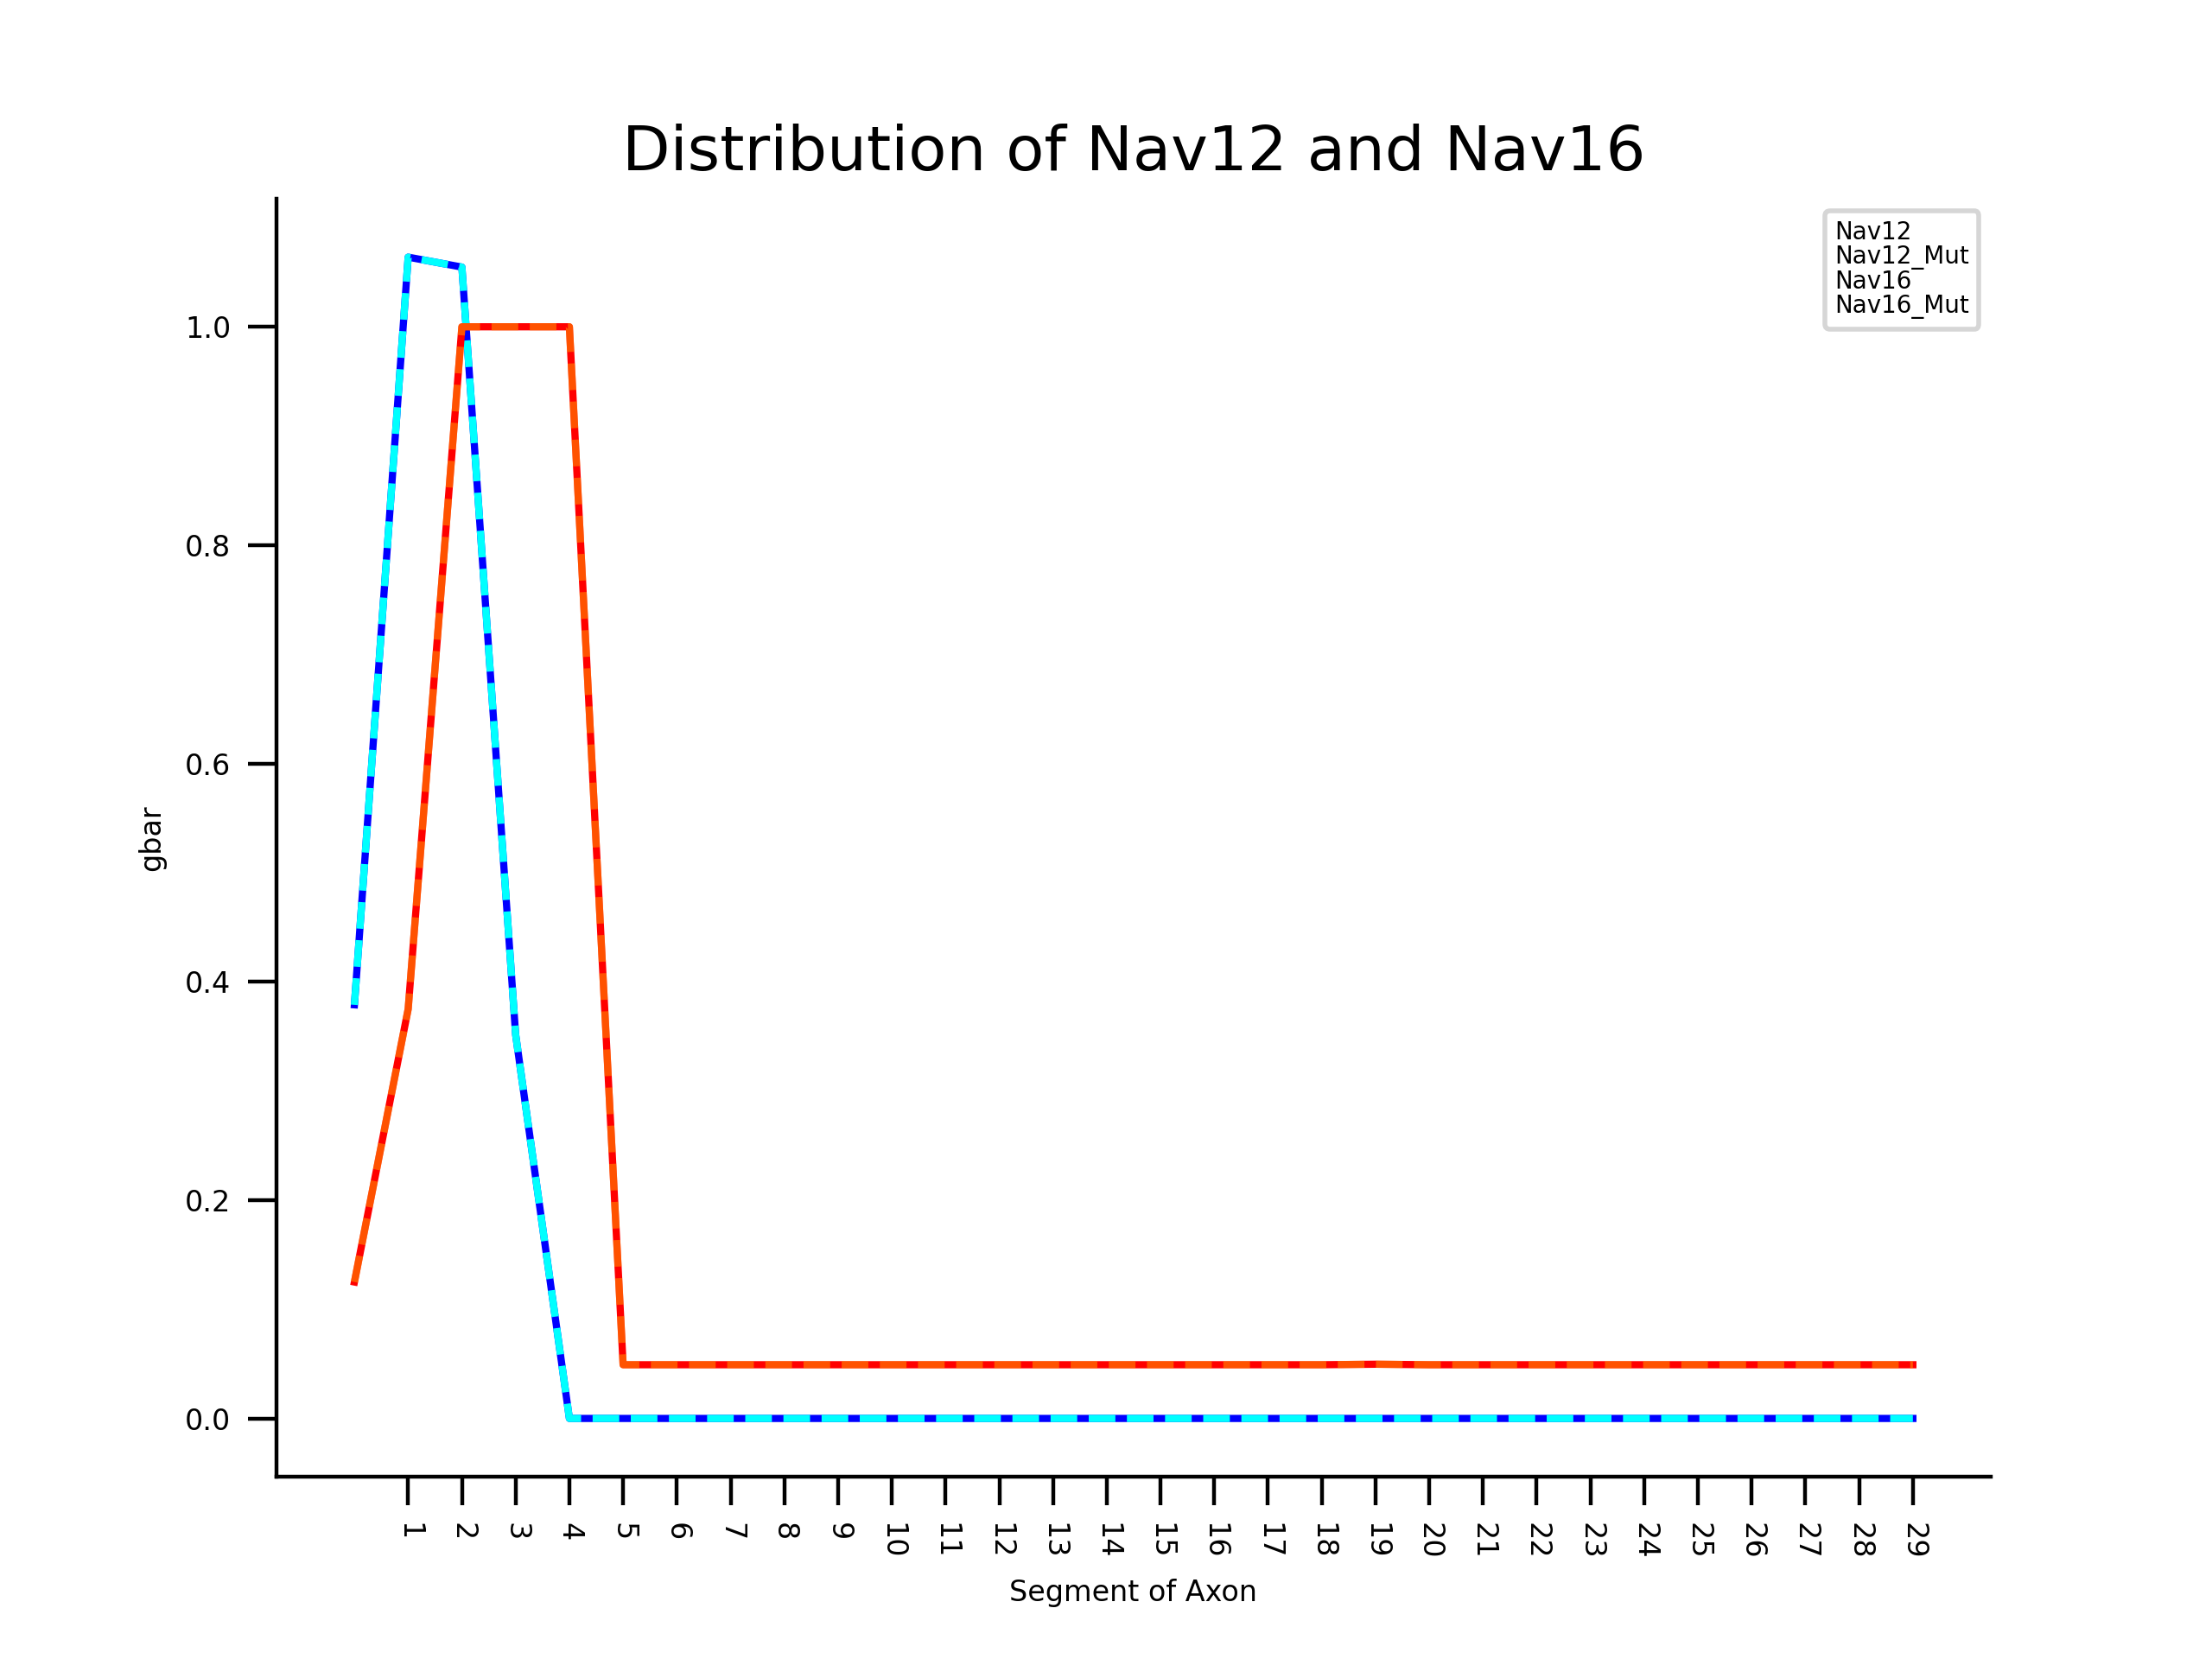 Distribution of Nav12 and Nav16
Nav12
Nav12_Mut
Nav16
Nav16_Mut
1.0
0.8
0.6
0.4
0.2
0.0
gbar
1 2 3 4 5 6 7 8 9 10 11 12 13 14 15 16 17 18 19 20 21 22 23 24 25 26 27 28 29
Segment of Axon